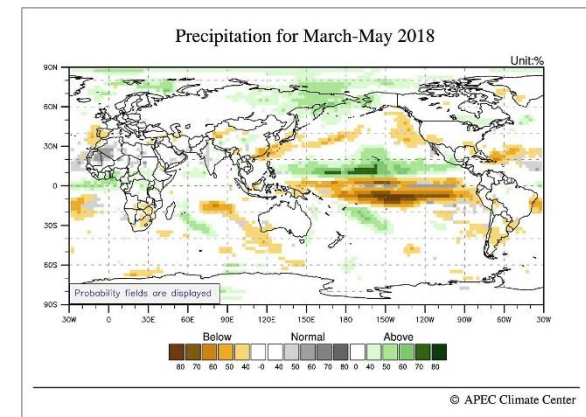 Precipitation for March-May 2018
Unit:%
90N
60N
30N
0
30S
60S
90S
Probability fields are displayed
30W 0 30E 60E 90E 120E 150E 180 150W 120W 90W 60W 30W
Below Normal Above
80 70 60 50 40 -0 40 50 60 70 80 0 40 50 60 70 80
© APEC Climate Center